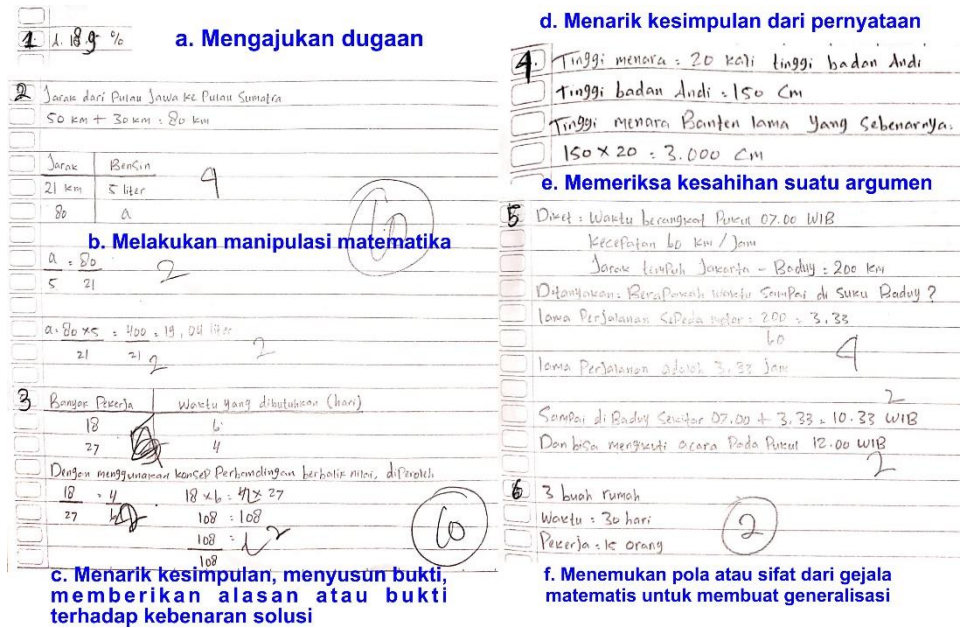 1. 1. 18.9 %
a. Mengajukan dugaan
2 Jarak dari Pulau Jawa ke Pulau Sumatra
50 km + 30 km = 80 km
Jarak | Bensin
21 km | 5 liter
80 | a
4
b. Melakukan manipulasi matematika
a = 80
5 21
2
a = 80 x 5 = 400 = 19,04 liter
21 21
2
2
3 Banyak Pekerja | Waktu yang dibutuhkan (hari)
18 6
27 4
Dengan menggunakan konsep Perbandingan berbalik nilai, diperoleh
18 = 4
27
18 x 6 = 4 x 27
108 = 108
108 =
108
2
c. Menarik kesimpulan, menyusun bukti,
memberikan alasan atau bukti
terhadap kebenaran solusi
d. Menarik kesimpulan dari pernyataan
4. Tinggi menara = 20 kali tinggi badan Andi
Tinggi badan Andi = 150 Cm
Tinggi Menara Banten lama yang Sebenarnya.
150 x 20 = 3.000 cm
e. Memeriksa kesahihan suatu argumen
5 Diket : Waktu berangkat Pukul 07.00 WIB
Kecepatan 60 km / Jam
Jarak tempuh Jakarta - Baduy = 200 km
Ditanyakan : Berapakah waktu Sampai di Suku Baduy ?
lama Perjalanan Sepeda motor = 200 = 3.33
60
4
lama Perjalanan adalah 3.33 Jam
2
Sampai di Baduy Sekitar 07.00 + 3.33 = 10.33 WIB
Dan bisa mengikuti acara Pada Pukul 12.00 WIB
2
6 3 buah rumah
Waktu = 30 hari
Pekerja = 15 orang
2
f. Menemukan pola atau sifat dari gejala
matematis untuk membuat generalisasi